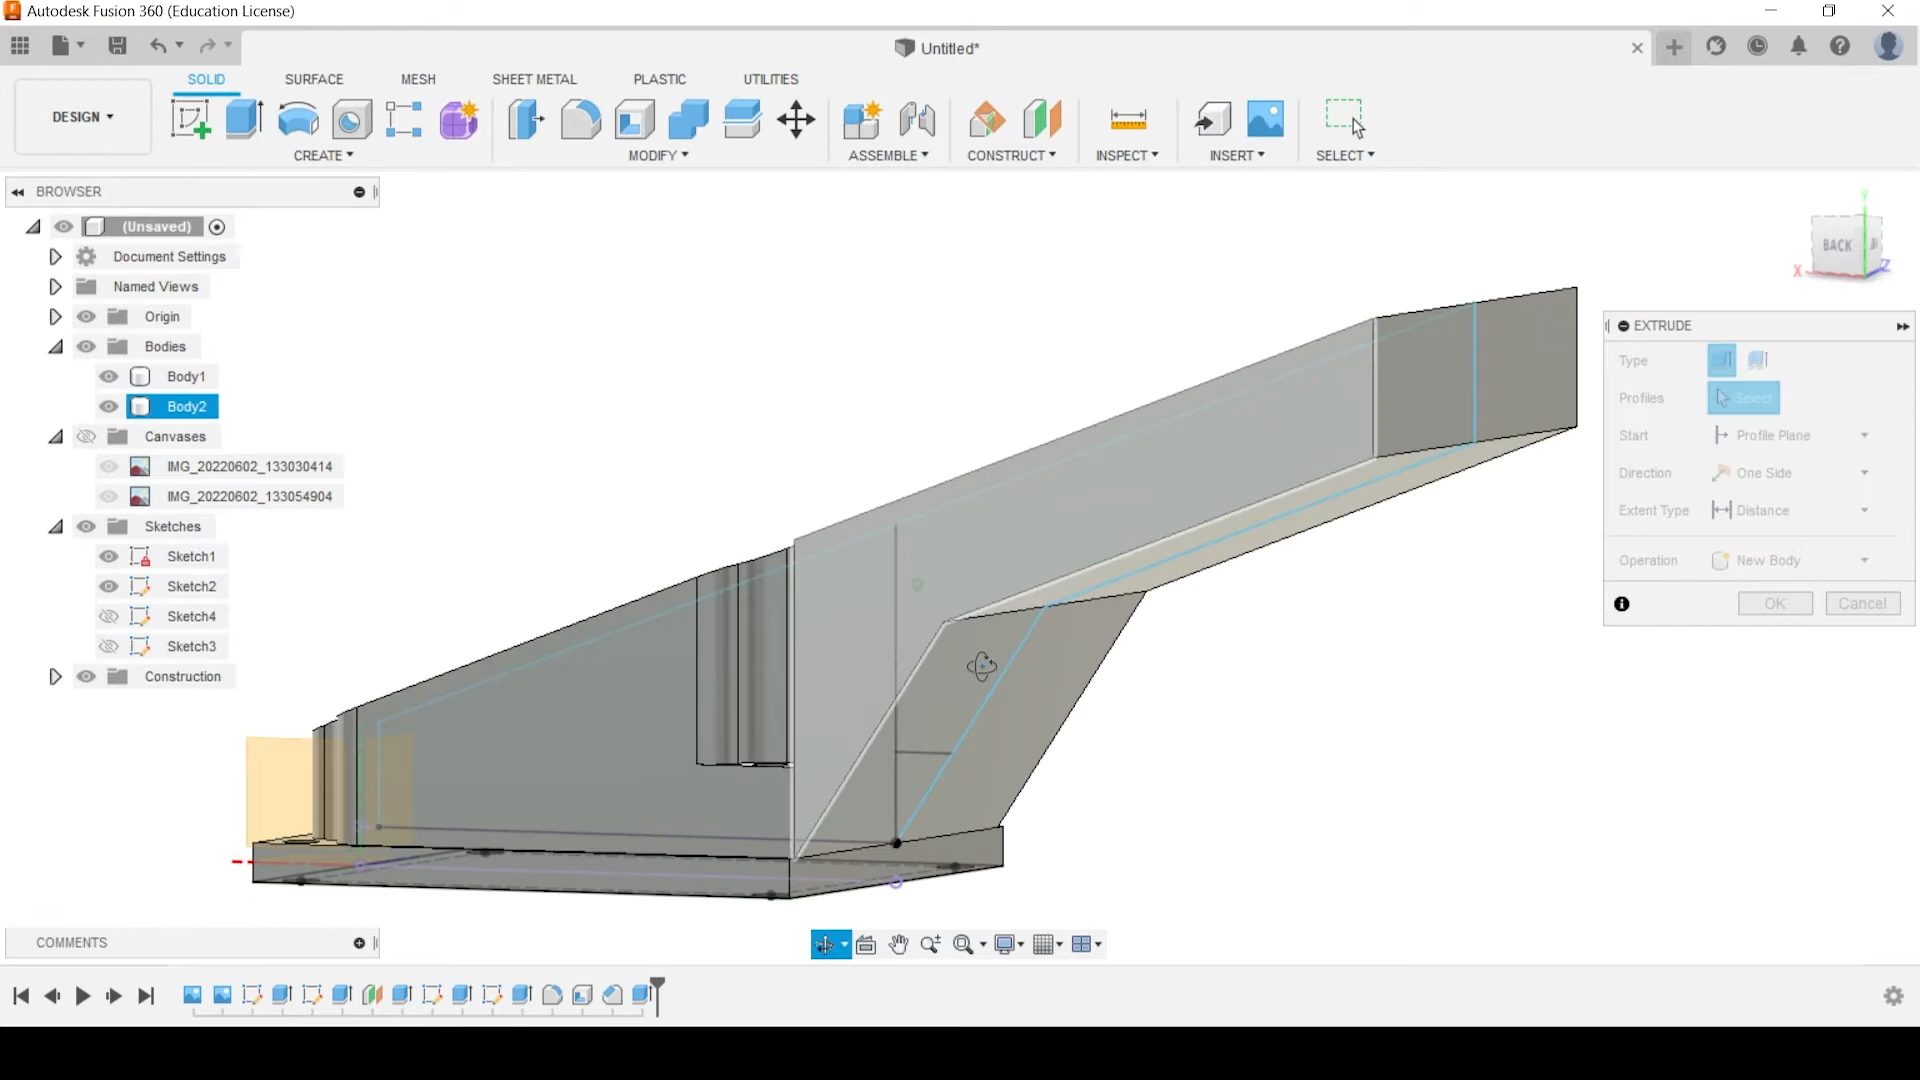 Autodesk Fusion 360 (Education License)
Untitled*
SOLID SURFACE MESH SHEET METAL PLASTIC UTILITIES
DESIGN
CREATE MODIFY ASSEMBLE CONSTRUCT INSPECT INSERT SELECT
BROWSER
(Unsaved)
Document Settings
Named Views
Origin
Bodies
Body1
Body2
Canvases
IMG_20220602_133030414
IMG_20220602_133054904
Sketches
Sketch1
Sketch2
Sketch4
Sketch3
Construction
Y
BACK
X
Z
EXTRUDE
Type
Profiles Select
Start Profile Plane
Direction One Side
Extent Type Distance
Operation New Body
OK Cancel
COMMENTS